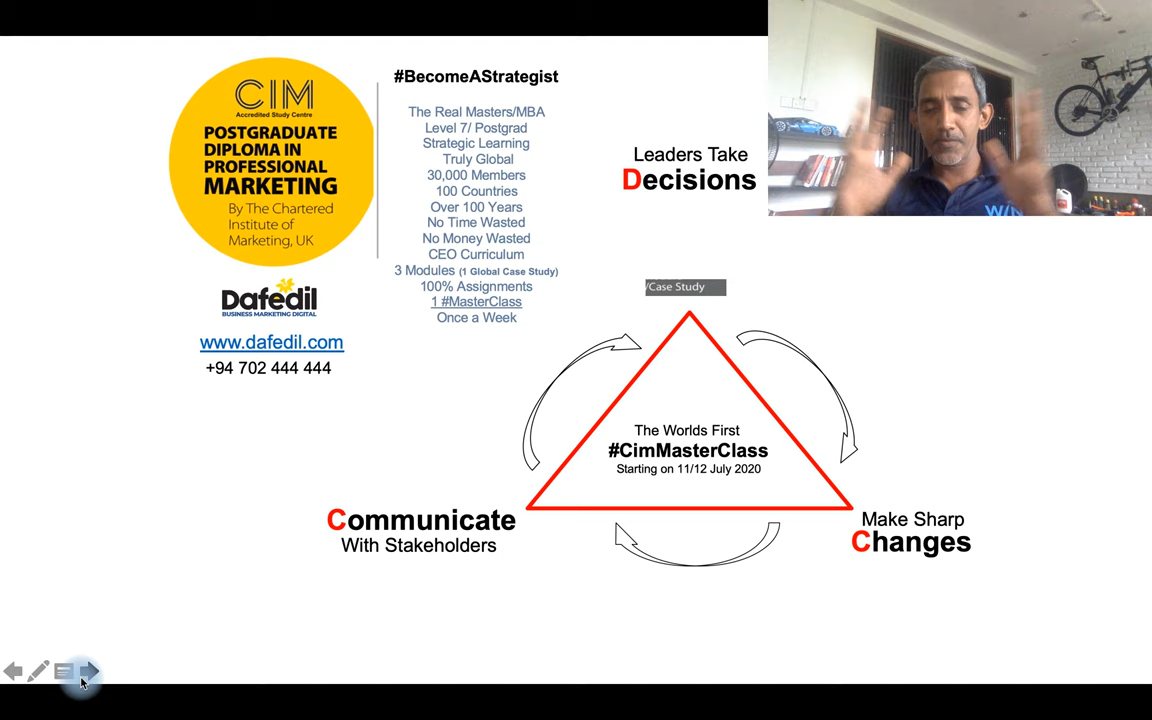 CIM
Accredited Study Centre
POSTGRADUATE
DIPLOMA IN
PROFESSIONAL
MARKETING
By The Chartered
Institute of
Marketing, UK
Dafedil
BUSINESS MARKETING DIGITAL
www.dafedil.com
+94 702 444 444
#BecomeAStrategist
The Real Masters/MBA
Level 7/ Postgrad
Strategic Learning
Truly Global
30,000 Members
100 Countries
Over 100 Years
No Time Wasted
No Money Wasted
CEO Curriculum
3 Modules (1 Global Case Study)
100% Assignments
1 #MasterClass
Once a Week
Leaders Take
Decisions
/Case Study
The Worlds First
#CimMasterClass
Starting on 11/12 July 2020
Communicate
With Stakeholders
Make Sharp
Changes